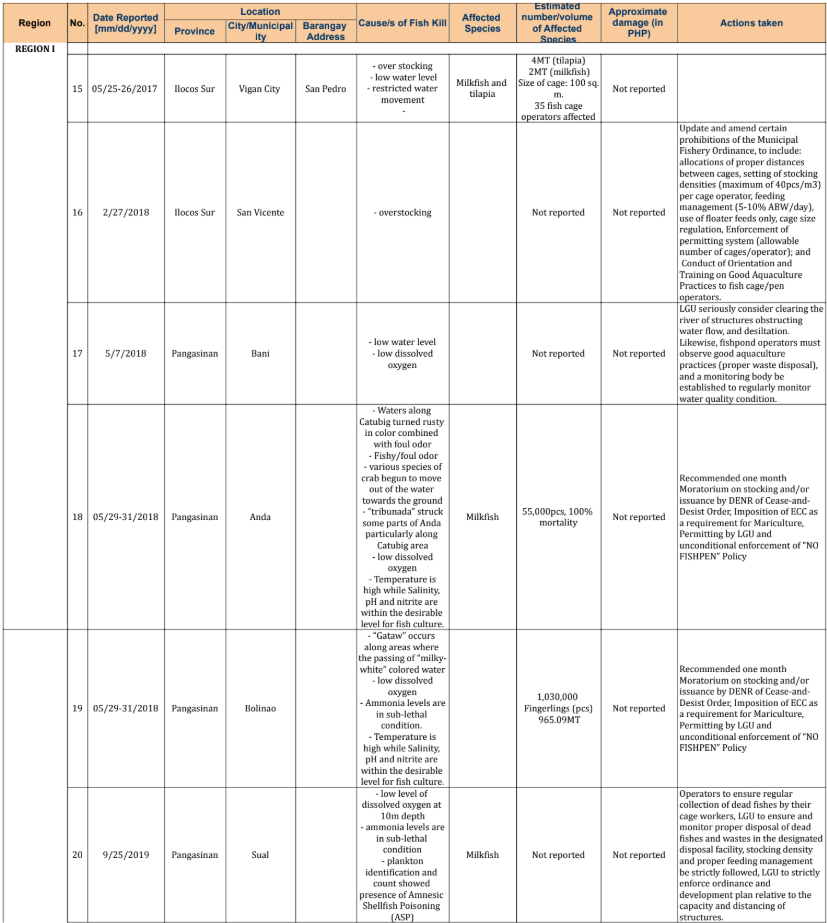 Region
No.
Date Reported
[mm/dd/yyyy]
Location
Province
City/Municipal
ity
Barangay
Address
Cause/s of Fish Kill
Affected
Species
Estimated
number/volume
of Affected
Species
Approximate
damage (in
PHP)
Actions taken
REGION I
15
05/25-26/2017
Ilocos Sur
Vigan City
San Pedro
- over stocking
- low water level
- restricted water
movement
-
Milkfish and
tilapia
4MT (tilapia)
2MT (milkfish)
Size of cage: 100 sq.
m.
35 fish cage
operators affected
Not reported
16
2/27/2018
Ilocos Sur
San Vicente
- overstocking
Not reported
Not reported
Update and amend certain
prohibitions of the Municipal
Fishery Ordinance, to include:
allocations of proper distances
between cages, setting of stocking
densities (maximum of 40pcs/m3)
per cage operator, feeding
management (5-10% ABW/day),
use of floater feeds only, cage size
regulation, Enforcement of
permitting system (allowable
number of cages/operator); and
Conduct of Orientation and
Training on Good Aquaculture
Practices to fish cage/pen
operators.
17
5/7/2018
Pangasinan
Bani
- low water level
- low dissolved
oxygen
Not reported
Not reported
LGU seriously consider clearing the
river of structures obstructing
water flow, and desiltation.
Likewise, fishpond operators must
observe good aquaculture
practices (proper waste disposal),
and a monitoring body be
established to regularly monitor
water quality condition.
18
05/29-31/2018
Pangasinan
Anda
- Waters along
Catubig turned rusty
in color combined
with foul odor
- Fishy/foul odor
- various species of
crab begun to move
out of the water
towards the ground
- "tribunada" struck
some parts of Anda
particularly along
Catubig area
- low dissolved
oxygen
- Temperature is
high while Salinity,
pH and nitrite are
within the desirable
level for fish culture.
Milkfish
55,000pcs, 100%
mortality
Not reported
Recommended one month
Moratorium on stocking and/or
issuance by DENR of Cease-and-
Desist Order, Imposition of ECC as
a requirement for Mariculture,
Permitting by LGU and
unconditional enforcement of "NO
FISHPEN" Policy
19
05/29-31/2018
Pangasinan
Bolinao
- "Gataw" occurs
along areas where
the passing of "milky-
white" colored water
- low dissolved
oxygen
- Ammonia levels are
in sub-lethal
condition.
- Temperature is
high while Salinity,
pH and nitrite are
within the desirable
level for fish culture.
1,030,000
Fingerlings (pcs)
965.09MT
Not reported
Recommended one month
Moratorium on stocking and/or
issuance by DENR of Cease-and-
Desist Order, Imposition of ECC as
a requirement for Mariculture,
Permitting by LGU and
unconditional enforcement of "NO
FISHPEN" Policy
20
9/25/2019
Pangasinan
Sual
- low level of
dissolved oxygen at
10m depth
- ammonia levels are
in sub-lethal
condition
- plankton
identification and
count showed
presence of Amnesic
Shellfish Poisoning
(ASP)
Milkfish
Not reported
Not reported
Operators to ensure regular
collection of dead fishes by their
cage workers, LGU to ensure and
monitor proper disposal of dead
fishes and wastes in the designated
disposal facility, stocking density
and proper feeding management
be strictly followed, LGU to strictly
enforce ordinance and
development plan relative to the
capacity and distancing of
structures.